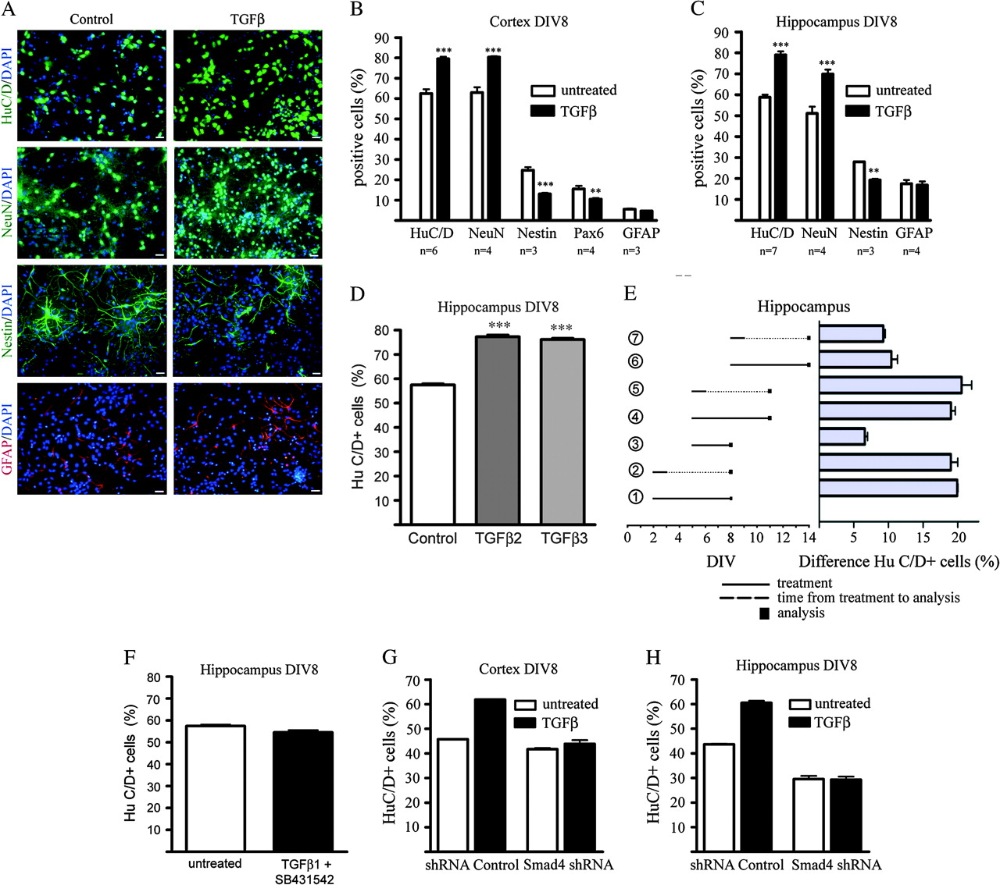 A
Control
TGFβ
HuC/D/DAPI
NeuN/DAPI
Nestin/DAPI
GFAP/DAPI
B
Cortex DIV8
positive cells (%)
90
80
70
60
50
40
30
20
10
***
***
***
**
untreated
TGFβ
HuC/D NeuN Nestin Pax6 GFAP
n=6 n=4 n=3 n=4 n=3
C
Hippocampus DIV8
positive cells (%)
90
80
70
60
50
40
30
20
10
***
***
**
untreated
TGFβ
HuC/D NeuN Nestin GFAP
n=7 n=4 n=3 n=4
D
Hippocampus DIV8
Hu C/D+ cells (%)
80
70
60
50
40
30
20
10
***
***
Control TGFβ2 TGFβ3
E
Hippocampus
7
6
5
4
3
2
1
0 2 4 6 8 10 12 14
5 10 15 20
DIV
Difference Hu C/D+ cells (%)
treatment
time from treatment to analysis
analysis
F
Hippocampus DIV8
Hu C/D+ cells (%)
80
70
60
50
40
30
20
10
untreated
TGFβ1 +
SB431542
G
Cortex DIV8
HuC/D+ cells (%)
70
60
50
40
30
20
10
untreated
TGFβ
shRNA Control Smad4 shRNA
H
Hippocampus DIV8
HuC/D+ cells (%)
70
60
50
40
30
20
10
untreated
TGFβ
shRNA Control Smad4 shRNA